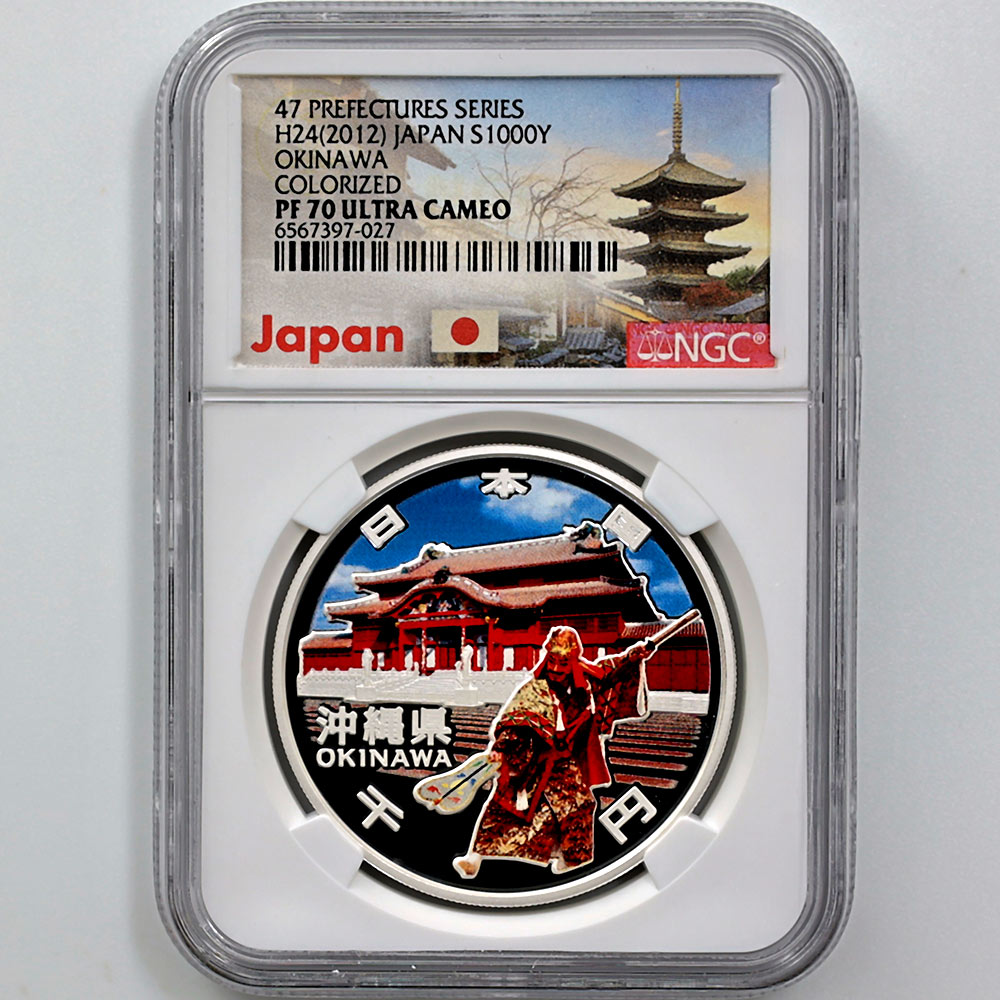 47 PREFECTURES SERIES
H24(2012) JAPAN S1000Y
OKINAWA
COLORIZED
PF 70 ULTRA CAMEO
6567397-027
Japan
NGC®
日本国
沖縄県
OKINAWA
千円